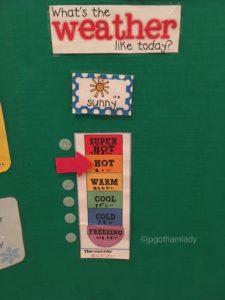 What's the
weather
like today?
sunny
SUPER
HOT
HOT
WARM
COOL
COLD
FREEZING
©jpgothamlady